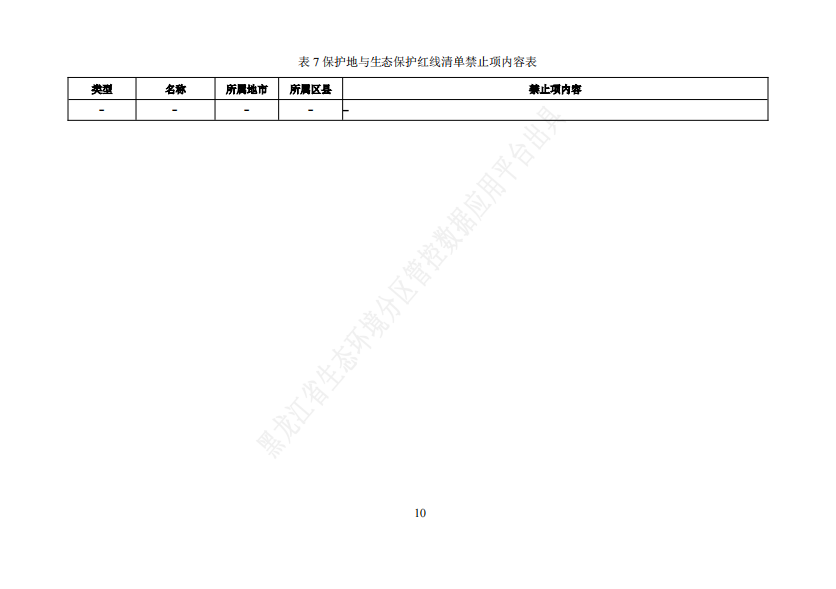 表 7 保护地与生态保护红线清单禁止项内容表
类型 名称 所属地市 所属区县 禁止项内容
- - - - -
黑龙江省生态环境分区管控数据应用平台出具
10